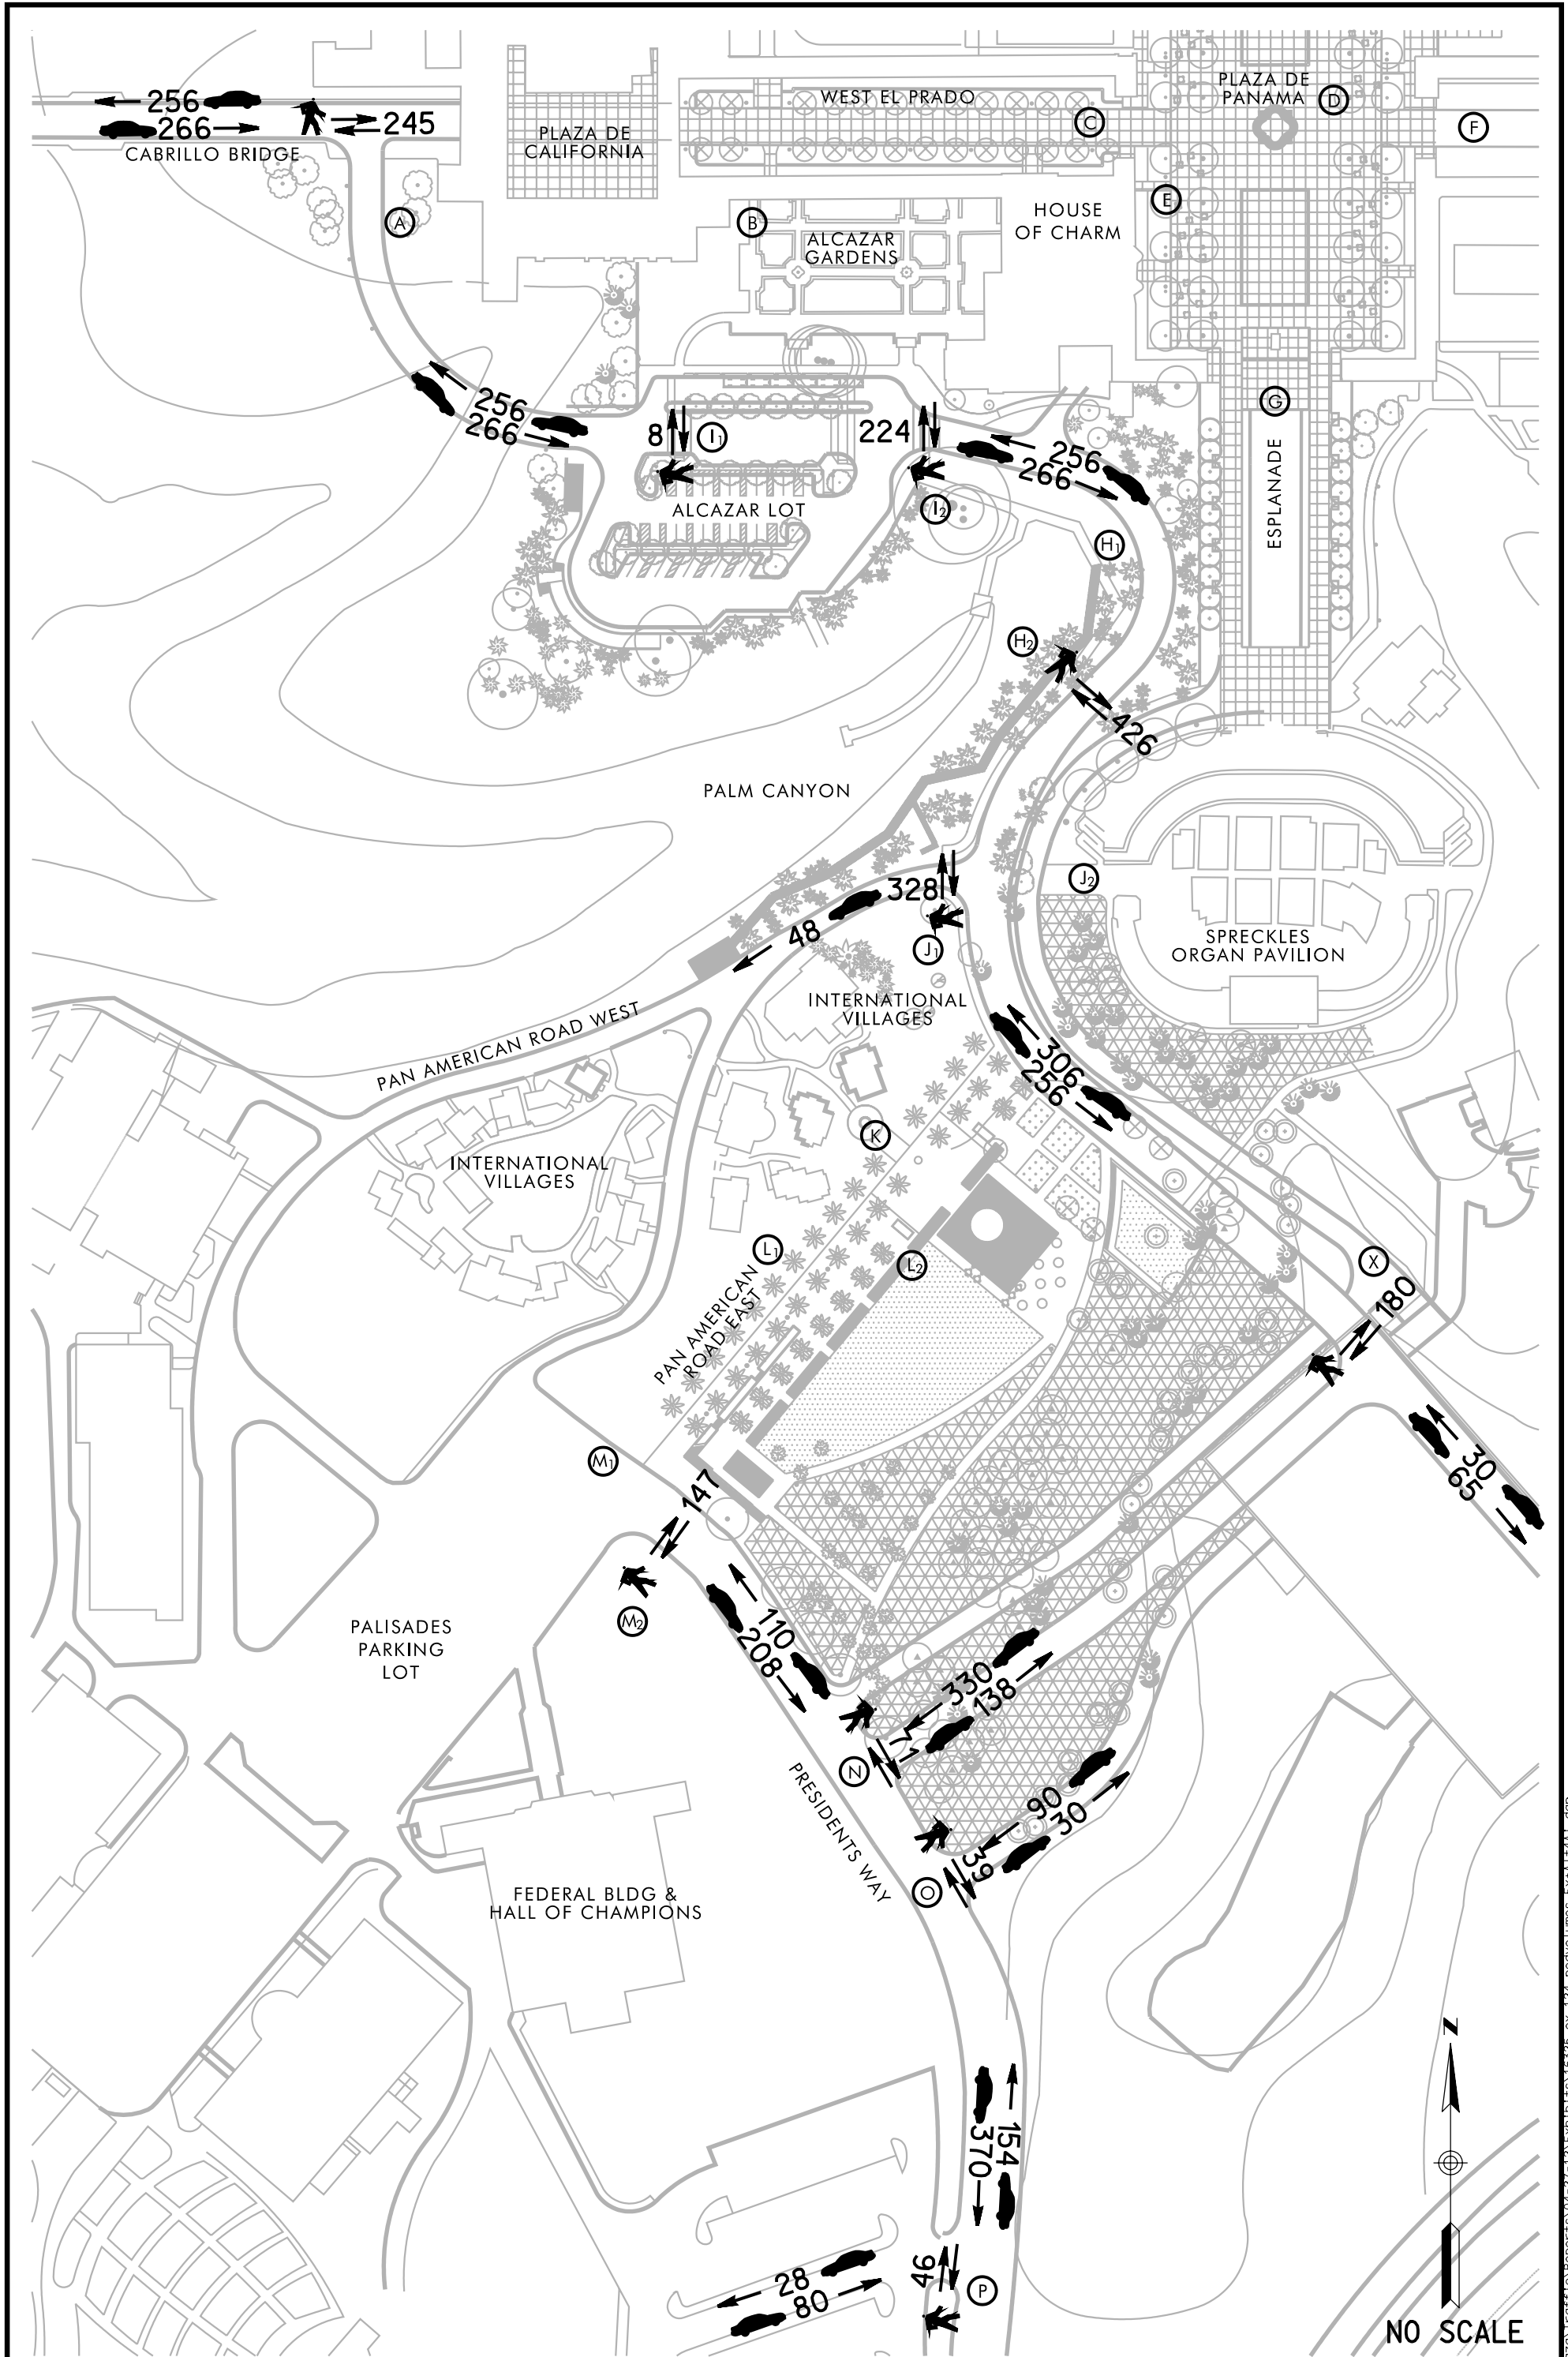 256
266
245
CABRILLO BRIDGE
PLAZA DE
CALIFORNIA
WEST EL PRADO
C
PLAZA DE
PANAMA
D
F
A
B
ALCAZAR
GARDENS
HOUSE
OF CHARM
E
256
266
8
I1
224
256
266
G
ESPLANADE
ALCAZAR LOT
I2
H1
H2
426
PALM CANYON
328
48
J1
J2
SPRECKLES
ORGAN PAVILION
INTERNATIONAL
VILLAGES
PAN AMERICAN ROAD WEST
306
256
K
INTERNATIONAL
VILLAGES
L1
L2
PAN AMERICAN
ROAD EAST
X
180
M1
147
30
65
M2
PALISADES
PARKING
LOT
110
208
330
138
71
N
PRESIDENTS WAY
90
30
39
O
FEDERAL BLDG &
HALL OF CHAMPIONS
154
370
Z
28
80
46
P
NO SCALE